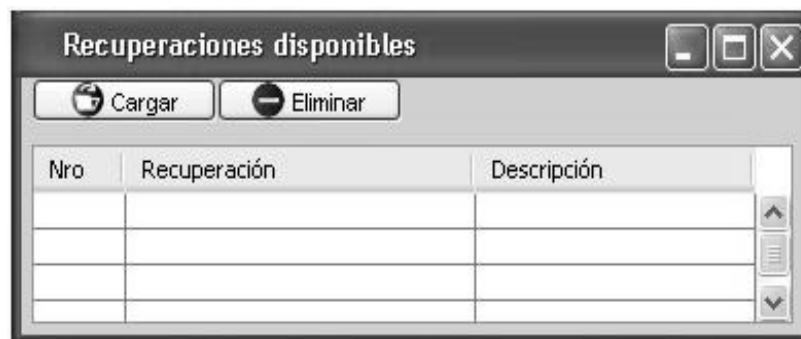 Recuperaciones disponibles
Cargar Eliminar
Nro Recuperación Descripción